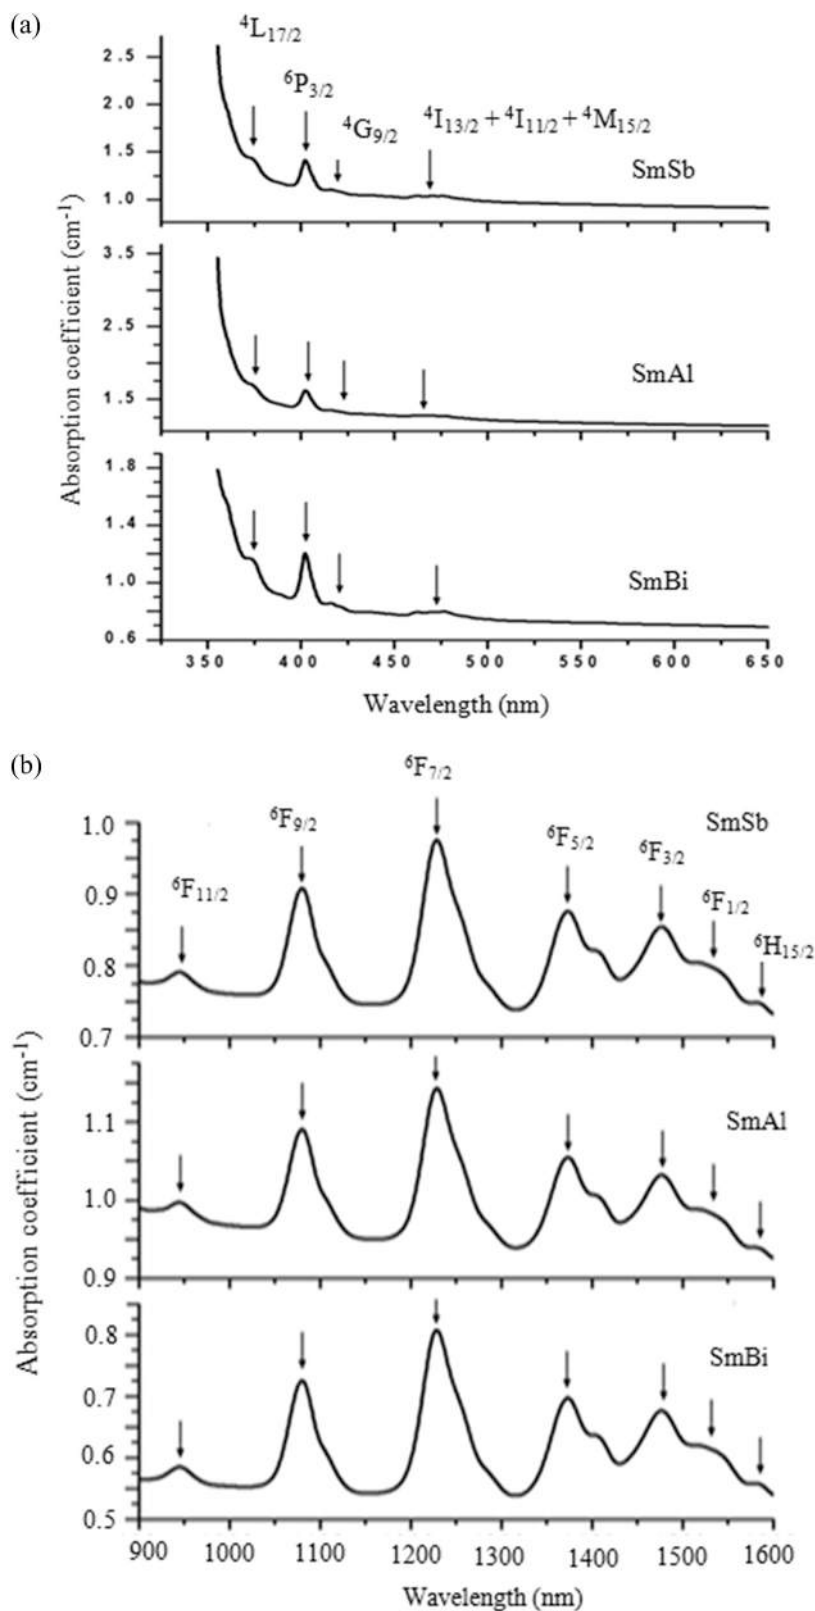 (a)
⁴L₁₇/₂
⁶P₃/₂
⁴G₉/₂
⁴I₁₃/₂ + ⁴I₁₁/₂ + ⁴M₁₅/₂
SmSb
2.5
2.0
1.5
1.0
SmAl
3.5
2.5
1.5
SmBi
1.8
1.4
1.0
0.6
Absorption coefficient (cm⁻¹)
350 400 450 500 550 600 650
Wavelength (nm)
(b)
⁶F₇/₂
⁶F₉/₂
⁶F₁₁/₂
⁶F₅/₂
⁶F₃/₂
⁶F₁/₂
⁶H₁₅/₂
SmSb
1.0
0.9
0.8
0.7
SmAl
1.1
1.0
0.9
SmBi
0.8
0.7
0.6
0.5
Absorption coefficient (cm⁻¹)
900 1000 1100 1200 1300 1400 1500 1600
Wavelength (nm)